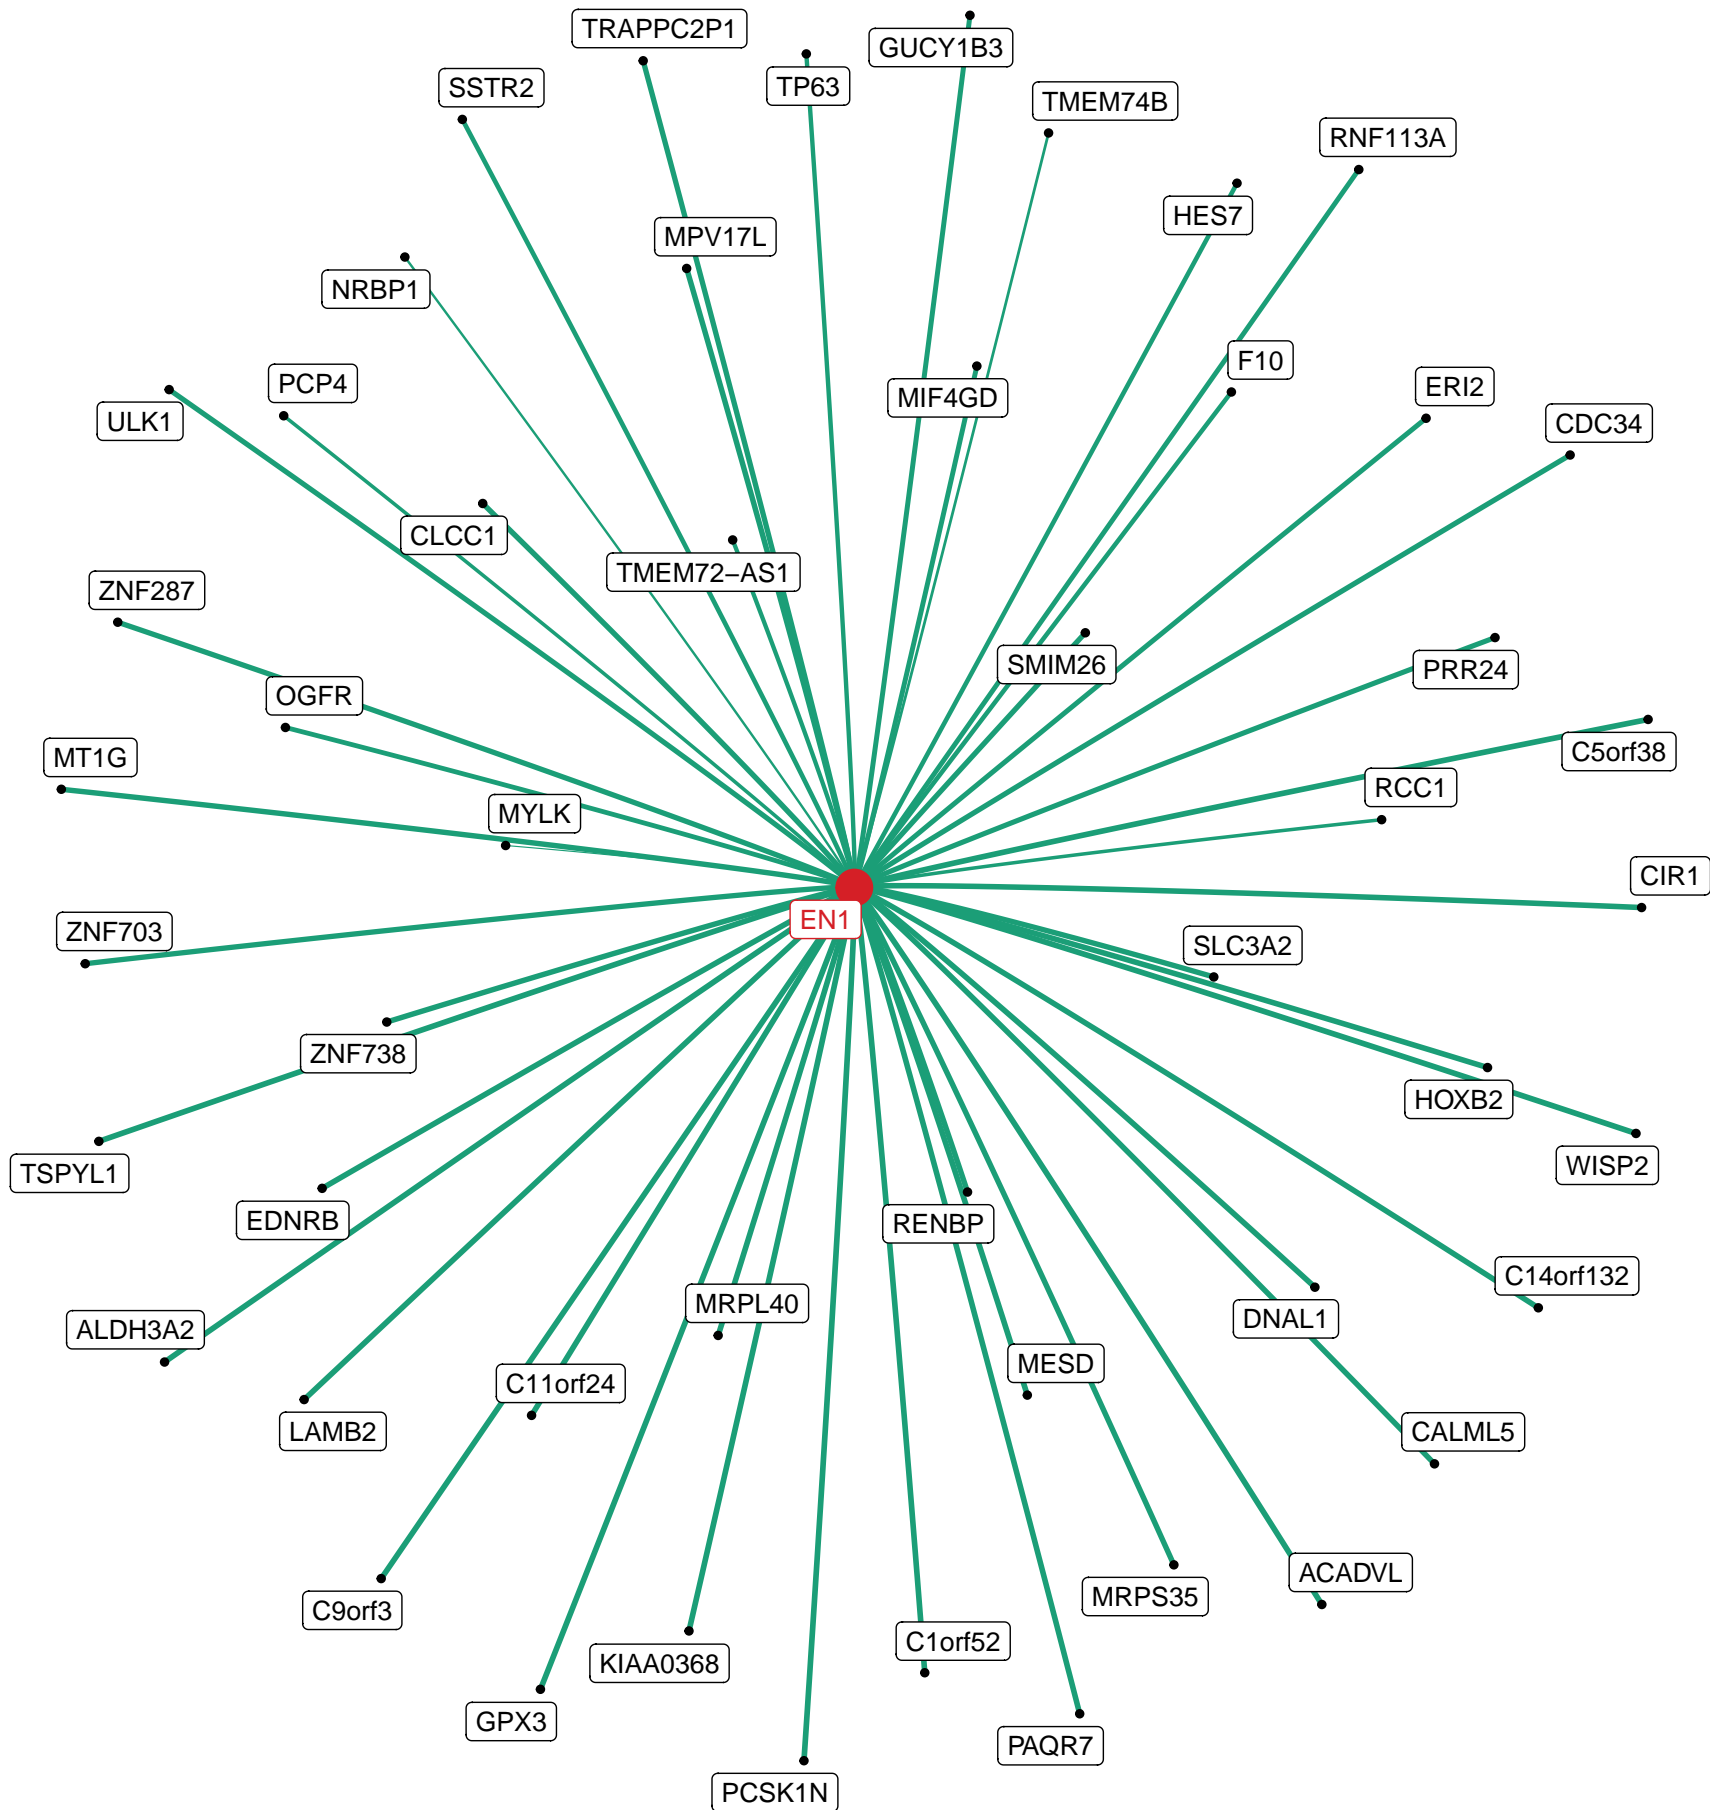 TRAPPC2P1
GUCY1B3
TP63
SSTR2
TMEM74B
RNF113A
HES7
MPV17L
NRBP1
F10
PCP4
ERI2
MIF4GD
ULK1
CDC34
CLCC1
TMEM72−AS1
ZNF287
SMIM26
PRR24
OGFR
C5orf38
MT1G
RCC1
MYLK
CIR1
EN1
ZNF703
SLC3A2
ZNF738
HOXB2
WISP2
TSPYL1
EDNRB
RENBP
C14orf132
MRPL40
DNAL1
ALDH3A2
MESD
C11orf24
LAMB2
CALML5
ACADVL
MRPS35
C9orf3
C1orf52
KIAA0368
GPX3
PAQR7
PCSK1N